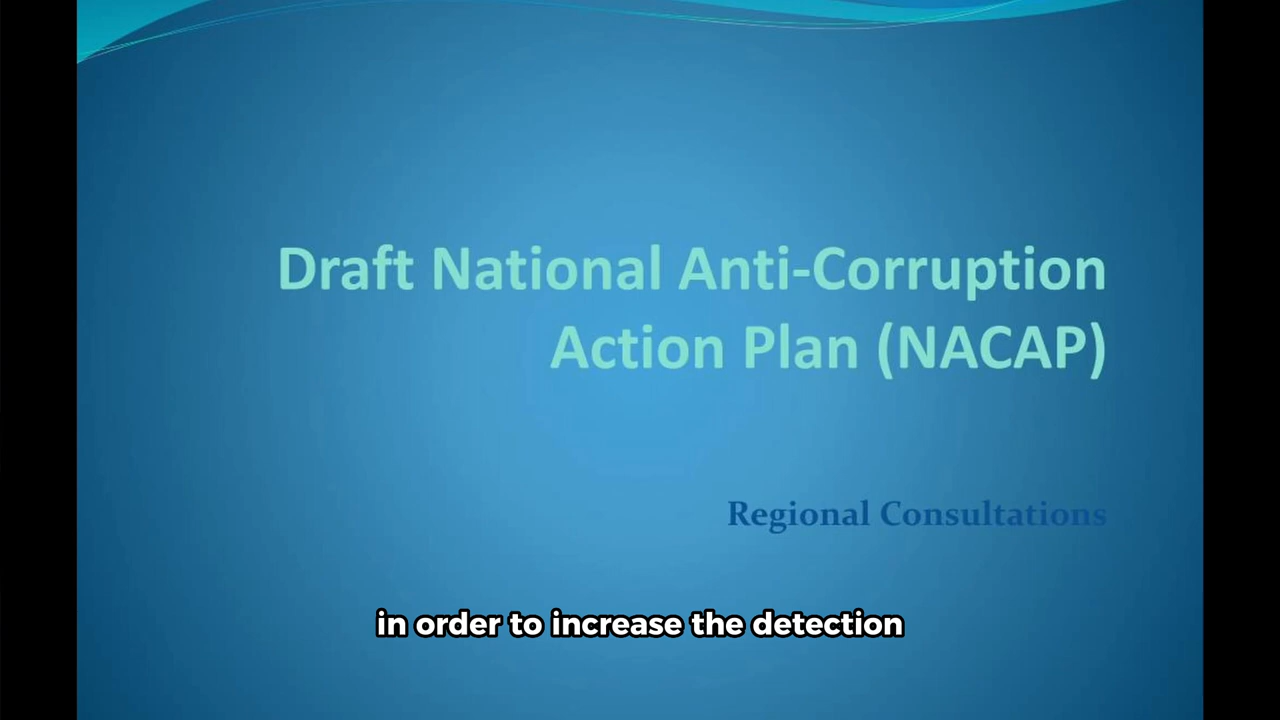 Draft National Anti-Corruption
Action Plan (NACAP)
Regional Consultations
in order to increase the detection